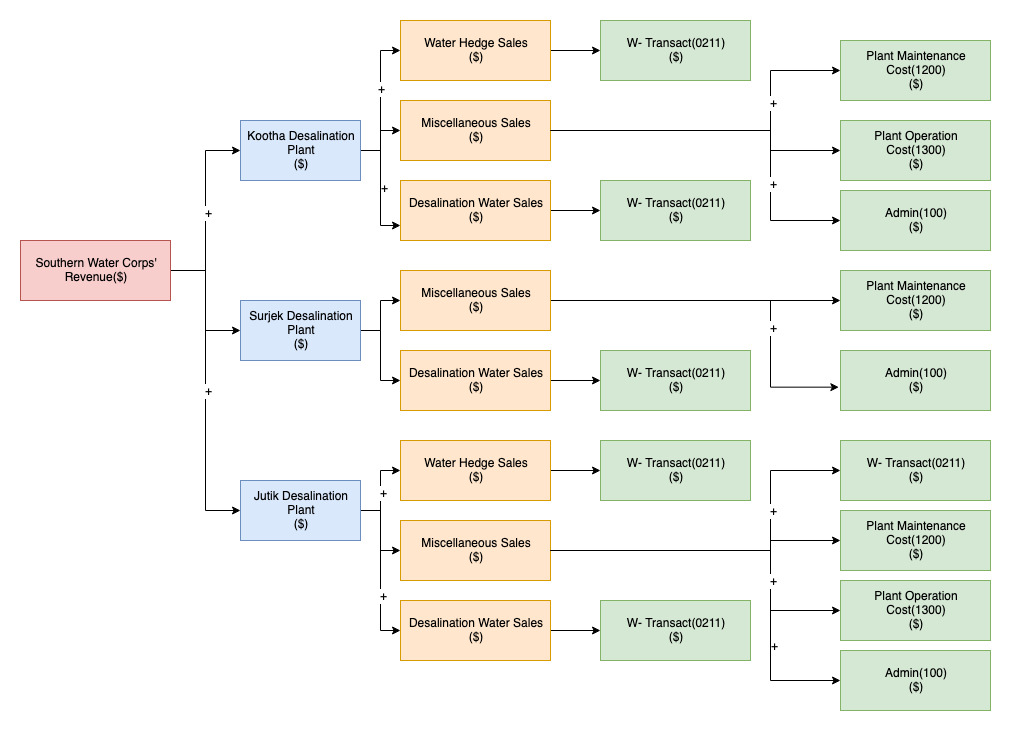 Southern Water Corps'
Revenue($)
+
+
Kootha Desalination
Plant
($)
+
+
Water Hedge Sales
($)
W- Transact(0211)
($)
Miscellaneous Sales
($)
+
+
Plant Maintenance
Cost(1200)
($)
Plant Operation
Cost(1300)
($)
Admin(100)
($)
Desalination Water Sales
($)
W- Transact(0211)
($)
Surjek Desalination
Plant
($)
Miscellaneous Sales
($)
+
Plant Maintenance
Cost(1200)
($)
Admin(100)
($)
Desalination Water Sales
($)
W- Transact(0211)
($)
Jutik Desalination
Plant
($)
+
+
Water Hedge Sales
($)
W- Transact(0211)
($)
Miscellaneous Sales
($)
+
+
+
W- Transact(0211)
($)
Plant Maintenance
Cost(1200)
($)
Plant Operation
Cost(1300)
($)
Admin(100)
($)
Desalination Water Sales
($)
W- Transact(0211)
($)